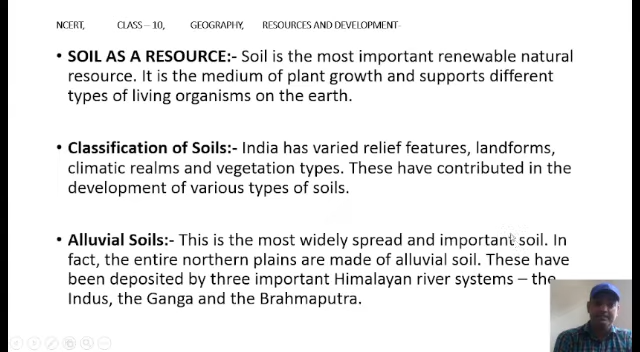 NCERT, CLASS – 10, GEOGRAPHY, RESOURCES AND DEVELOPMENT-
• SOIL AS A RESOURCE:- Soil is the most important renewable natural
resource. It is the medium of plant growth and supports different
types of living organisms on the earth.
• Classification of Soils:- India has varied relief features, landforms,
climatic realms and vegetation types. These have contributed in the
development of various types of soils.
• Alluvial Soils:- This is the most widely spread and important soil. In
fact, the entire northern plains are made of alluvial soil. These have
been deposited by three important Himalayan river systems – the
Indus, the Ganga and the Brahmaputra.